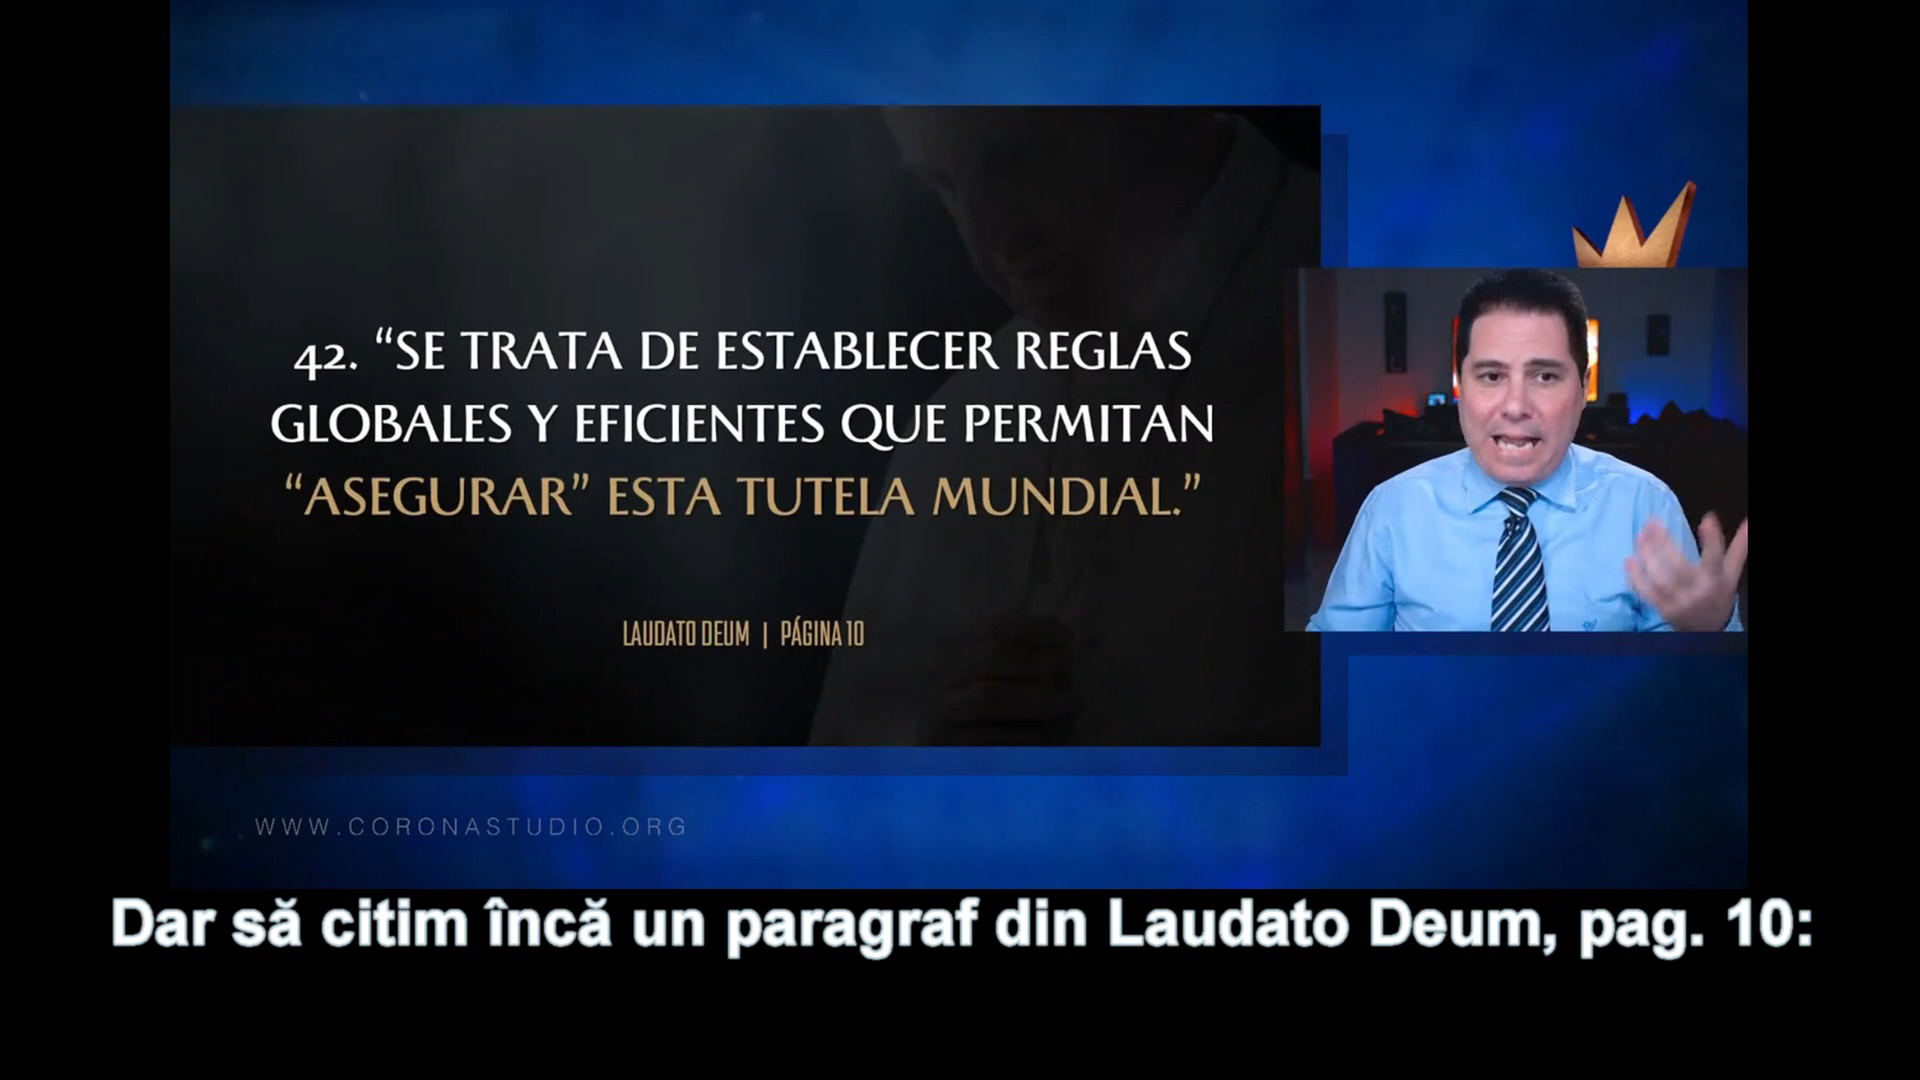 42. “SE TRATA DE ESTABLECER REGLAS
GLOBALES Y EFICIENTES QUE PERMITAN
“ASEGURAR” ESTA TUTELA MUNDIAL.”
LAUDATO DEUM | PÁGINA 10
WWW.CORONASTUDIO.ORG
Dar să citim încă un paragraf din Laudato Deum, pag. 10: